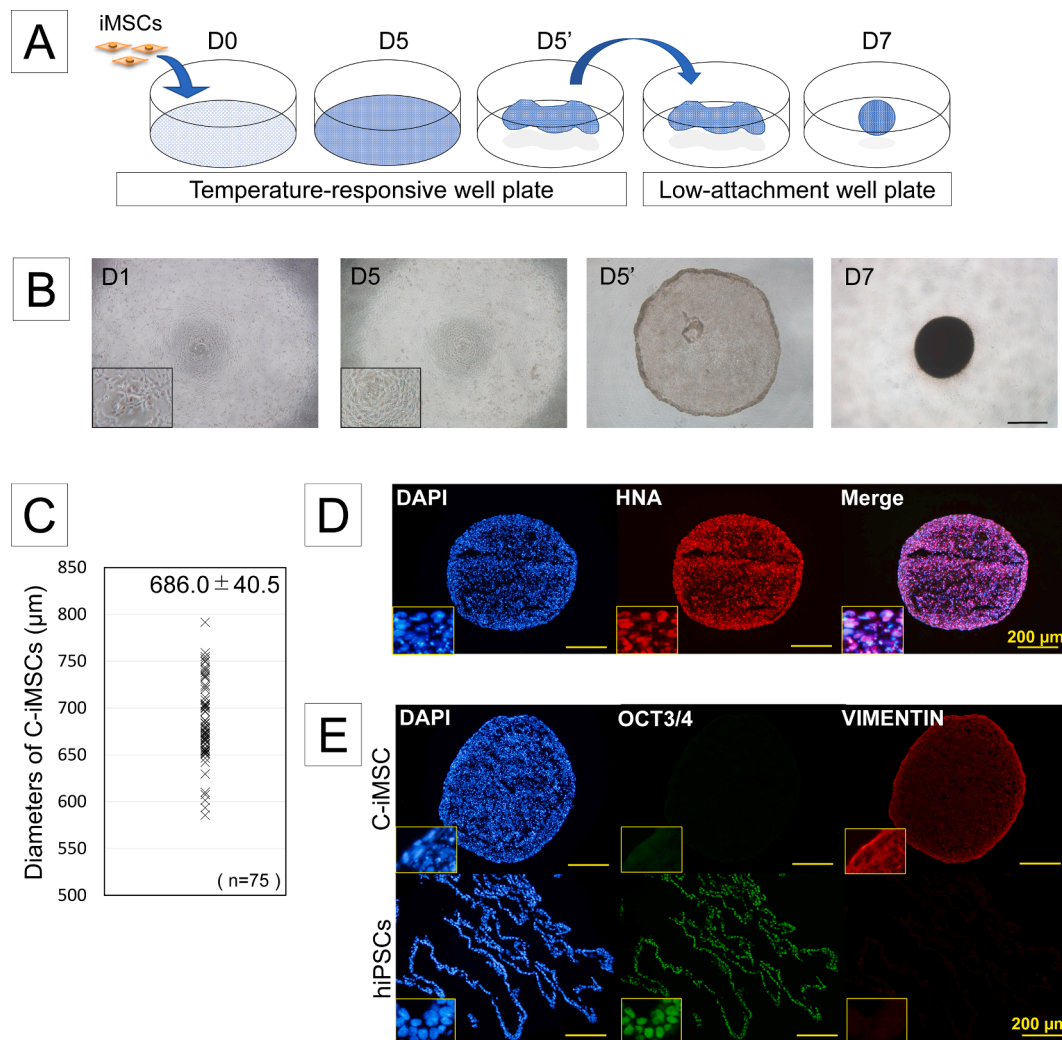 A
iMSCs
D0
D5
D5’
D7
Temperature-responsive well plate
Low-attachment well plate
B
D1
D5
D5’
D7
C
Diameters of C-iMSCs (µm)
850
800
750
700
650
600
550
500
686.0±40.5
( n=75 )
D
DAPI
HNA
Merge
200 µm
E
DAPI
OCT3/4
VIMENTIN
C-iMSC
hiPSCs
200 µm